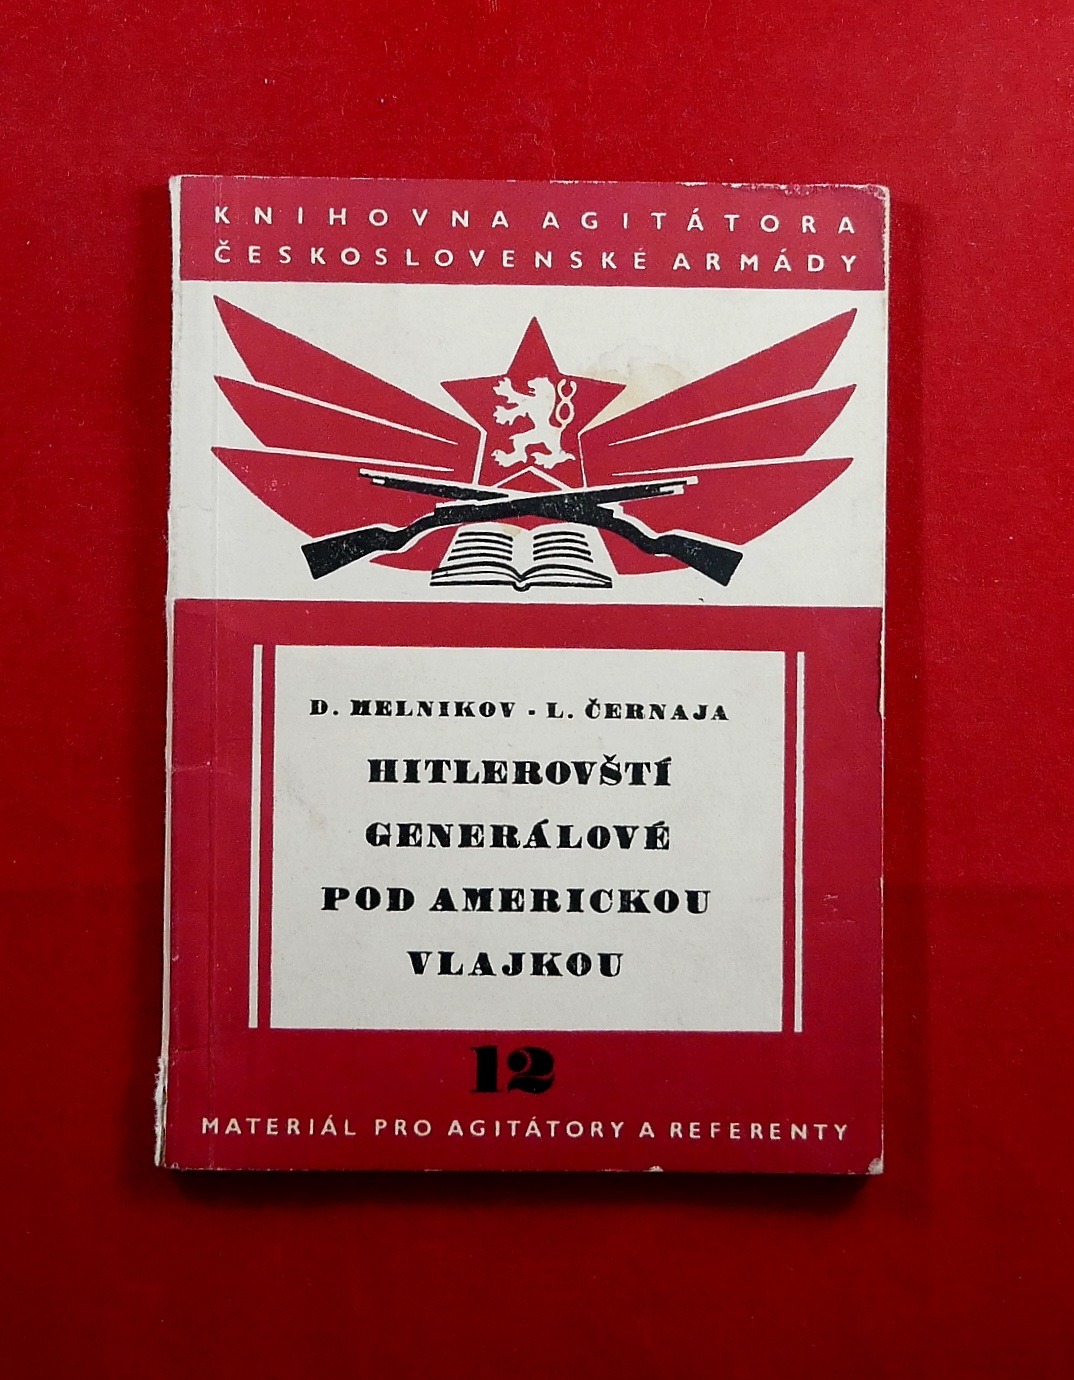 KNIHOVNA AGITÁTORA
ČESKOSLOVENSKÉ ARMÁDY
D. MELNIKOV - L. ČERNAJA
HITLEROVŠTÍ
GENERÁLOVÉ
POD AMERICKOU
VLAJKOU
12
MATERIÁL PRO AGITÁTORY A REFERENTY